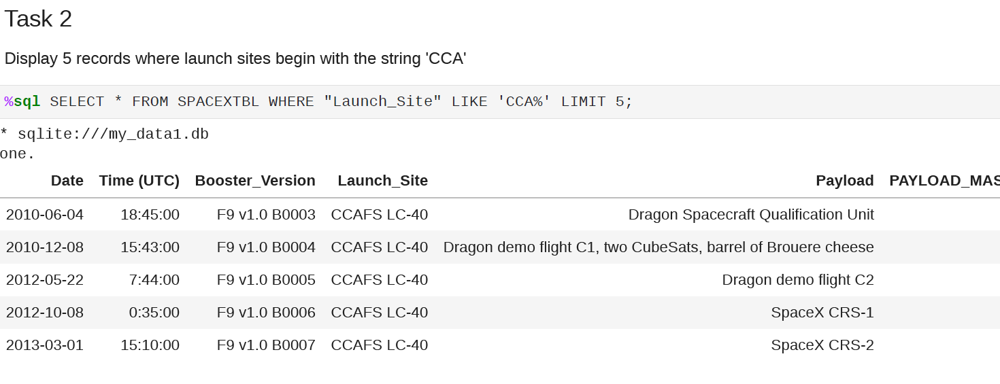 Task 2
Display 5 records where launch sites begin with the string 'CCA'
%sql SELECT * FROM SPACEXTBL WHERE "Launch_Site" LIKE 'CCA%' LIMIT 5;
* sqlite:///my_data1.db
one.
Date Time (UTC) Booster_Version Launch_Site Payload PAYLOAD_MAS
2010-06-04 18:45:00 F9 v1.0 B0003 CCAFS LC-40 Dragon Spacecraft Qualification Unit
2010-12-08 15:43:00 F9 v1.0 B0004 CCAFS LC-40 Dragon demo flight C1, two CubeSats, barrel of Brouere cheese
2012-05-22 7:44:00 F9 v1.0 B0005 CCAFS LC-40 Dragon demo flight C2
2012-10-08 0:35:00 F9 v1.0 B0006 CCAFS LC-40 SpaceX CRS-1
2013-03-01 15:10:00 F9 v1.0 B0007 CCAFS LC-40 SpaceX CRS-2